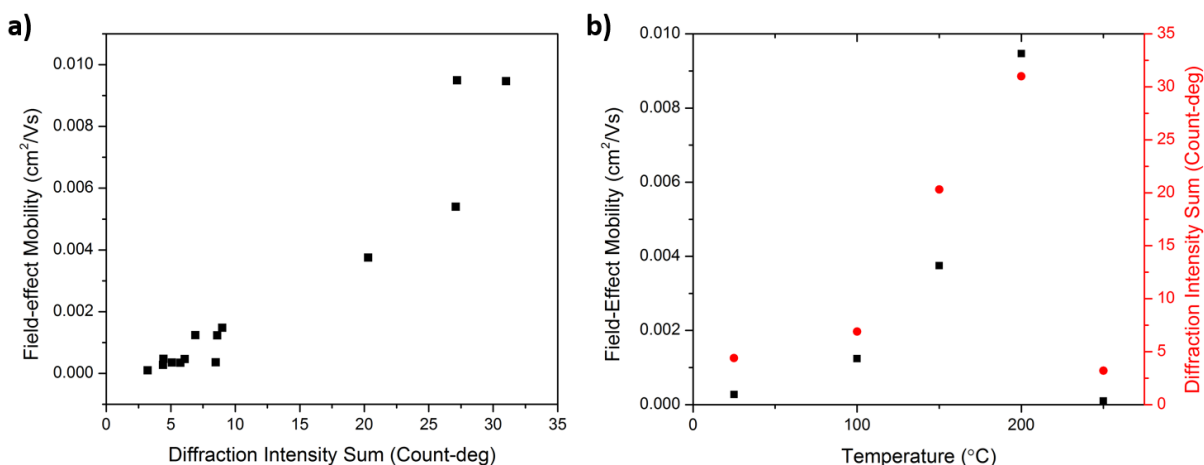 a)
Field-effect Mobility (cm²/Vs)
0.010
0.008
0.006
0.004
0.002
0.000
0 5 10 15 20 25 30 35
Diffraction Intensity Sum (Count-deg)
b)
Field-Effect Mobility (cm²/Vs)
0.010
0.008
0.006
0.004
0.002
0.000
0 100 200
Temperature (°C)
35
30
25
20
15
10
5
0
Diffraction Intensity Sum (Count-deg)